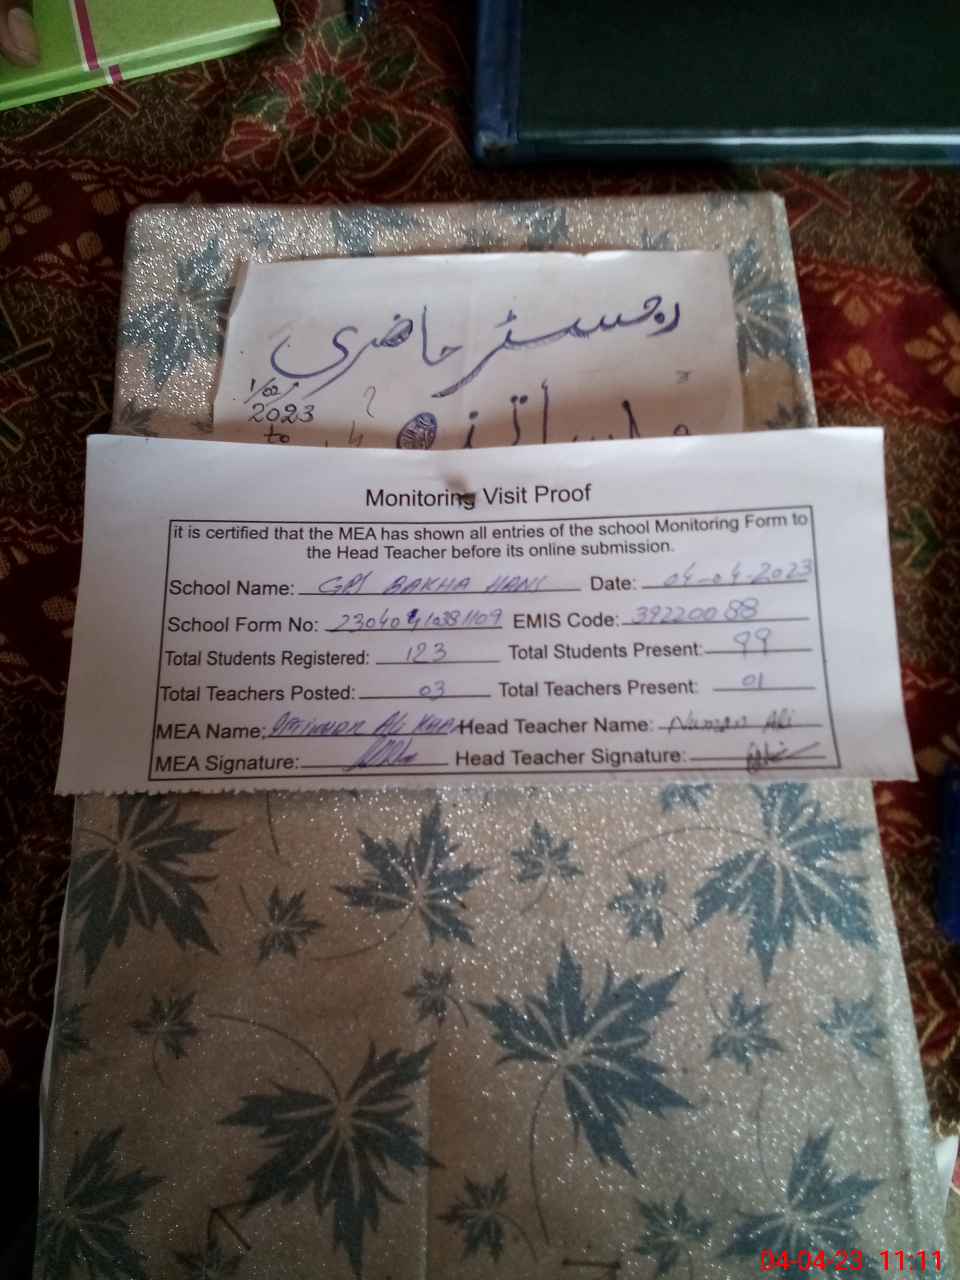 رجسٹر حاضری
1/02
2023
to
Monitoring Visit Proof
it is certified that the MEA has shown all entries of the school Monitoring Form to
the Head Teacher before its online submission.
School Name: GPS BAKHA Date: 04-04-2023
School Form No: EMIS Code: 39220088
Total Students Registered: 123 Total Students Present: 99
Total Teachers Posted: 03 Total Teachers Present: 01
MEA Name: Ali Khan Head Teacher Name: Ali
MEA Signature: Head Teacher Signature:
04-04-23 11:11